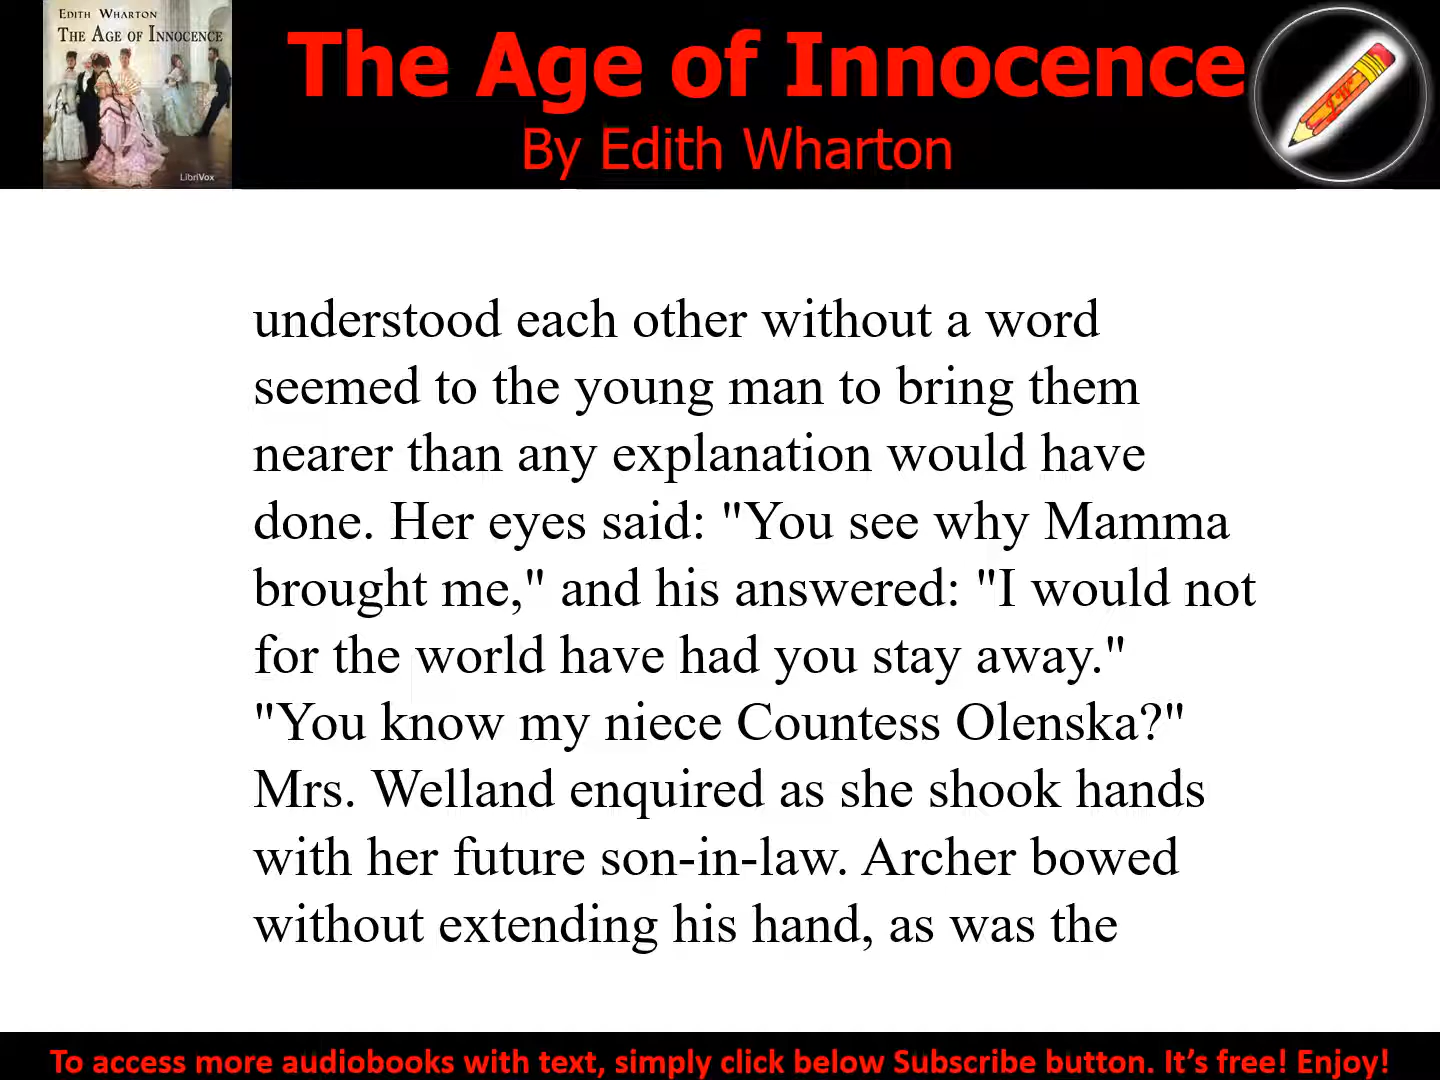 EDITH WHARTON
THE AGE OF INNOCENCE
LibriVox
The Age of Innocence
By Edith Wharton
understood each other without a word
seemed to the young man to bring them
nearer than any explanation would have
done. Her eyes said: "You see why Mamma
brought me," and his answered: "I would not
for the world have had you stay away."
"You know my niece Countess Olenska?"
Mrs. Welland enquired as she shook hands
with her future son-in-law. Archer bowed
without extending his hand, as was the
To access more audiobooks with text, simply click below Subscribe button. It's free! Enjoy!